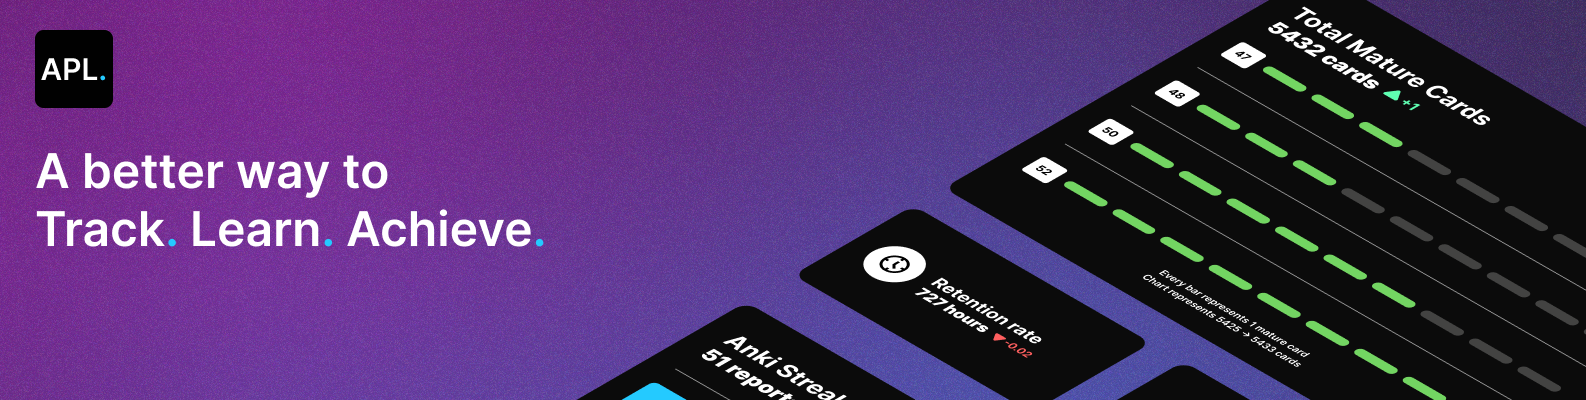 APL.
A better way to
Track. Learn. Achieve.
Total Mature Cards
5432 cards
+1
47
48
50
52
Every bar represents 1 mature card
Chart represents 5425 → 5433 cards
Retention rate
727 hours
-0.02
Anki Streak
51 report